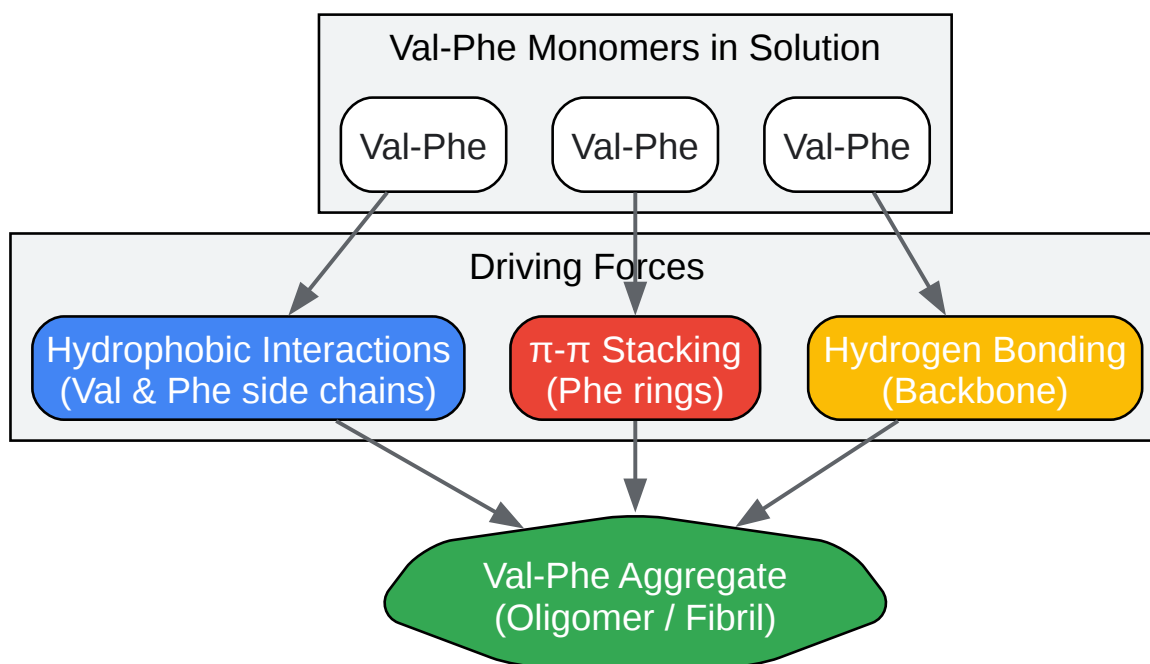 Val-Phe Monomers in Solution
Val-Phe
Val-Phe
Val-Phe
Driving Forces
Hydrophobic Interactions
(Val & Phe side chains)
π-π Stacking
(Phe rings)
Hydrogen Bonding
(Backbone)
Val-Phe Aggregate
(Oligomer / Fibril)